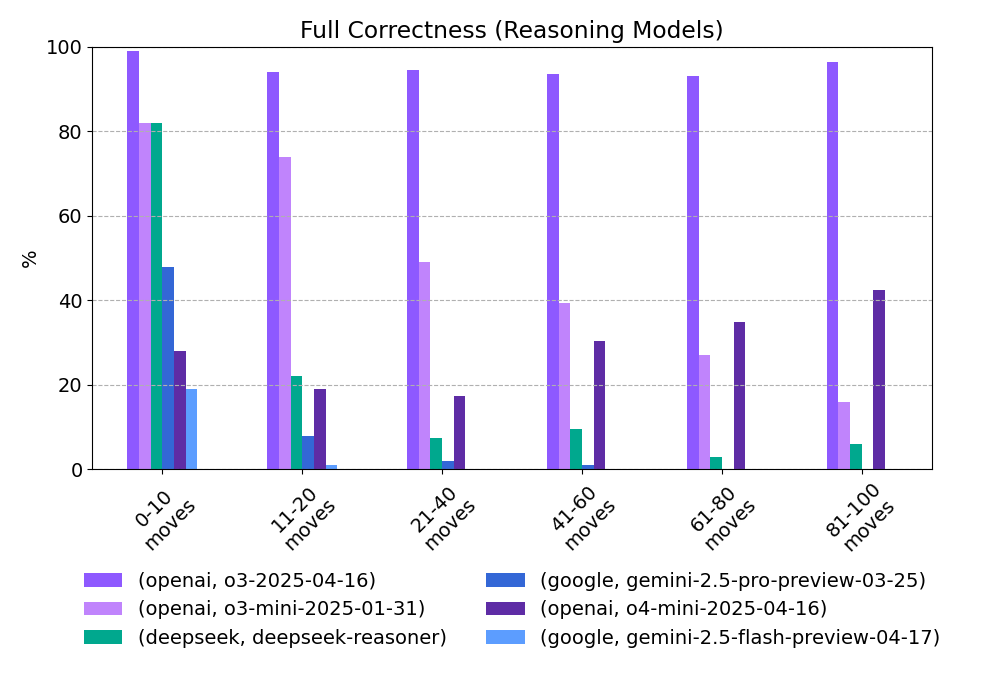 Full Correctness (Reasoning Models)
100
80
60
40
20
0
%
0-10
moves
11-20
moves
21-40
moves
41-60
moves
61-80
moves
81-100
moves
(openai, o3-2025-04-16)
(openai, o3-mini-2025-01-31)
(deepseek, deepseek-reasoner)
(google, gemini-2.5-pro-preview-03-25)
(openai, o4-mini-2025-04-16)
(google, gemini-2.5-flash-preview-04-17)